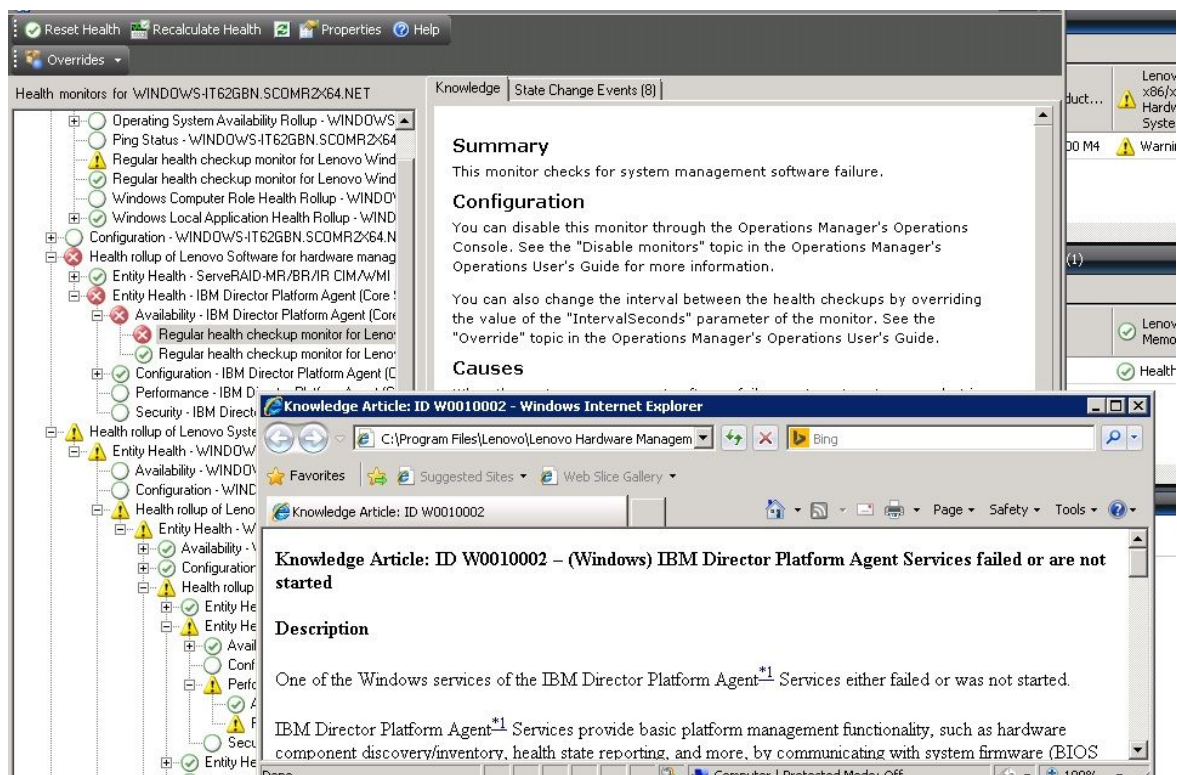 Reset Health Recalculate Health Properties Help
Overrides
Health monitors for WINDOWS-IT62GBN.SCOMR2X64.NET
Operating System Availability Rollup - WINDOWS
Ping Status - WINDOWS-IT62GBN.SCOMR2X64
Regular health checkup monitor for Lenovo Wind
Regular health checkup monitor for Lenovo Wind
Windows Computer Role Health Rollup - WINDO
Windows Local Application Health Rollup - WIND
Configuration - WINDOWS-IT62GBN.SCOMR2X64.N
Health rollup of Lenovo Software for hardware manag
Entity Health - ServeRAID-MR/BR/IR CIM/WMI
Entity Health - IBM Director Platform Agent (Core
Availability - IBM Director Platform Agent (Core
Regular health checkup monitor for Leno
Regular health checkup monitor for Leno
Configuration - IBM Director Platform Agent (C
Performance - IBM
Security - IBM Direct
Health rollup of Lenovo Syste
Entity Health - WINDOW
Availability - WINDO
Configuration - WIND
Health rollup of Leno
Entity Health - W
Availability -
Configuration
Health rollup
Entity He
Entity He
Avail
Conf
Perfo
Secu
Entity He
Knowledge State Change Events (8)
Summary
This monitor checks for system management software failure.
Configuration
You can disable this monitor through the Operations Manager's Operations
Console. See the "Disable monitors" topic in the Operations Manager's
Operations User's Guide for more information.
You can also change the interval between the health checkups by overriding
the value of the "IntervalSeconds" parameter of the monitor. See the
"Override" topic in the Operations Manager's Operations User's Guide.
Causes
duct...
Lenov
x86/x
Hardw
Syste
00 M4 Warni
(1)
Lenov
Memo
Health
Knowledge Article: ID W0010002 - Windows Internet Explorer
C:\Program Files\Lenovo\Lenovo Hardware Managem Bing
Favorites Suggested Sites Web Slice Gallery
Knowledge Article: ID W0010002 Page Safety Tools
Knowledge Article: ID W0010002 – (Windows) IBM Director Platform Agent Services failed or are not
started
Description
One of the Windows services of the IBM Director Platform Agent*1 Services either failed or was not started.
IBM Director Platform Agent*1 Services provide basic platform management functionality, such as hardware
component discovery/inventory, health state reporting, and more, by communicating with system firmware (BIOS